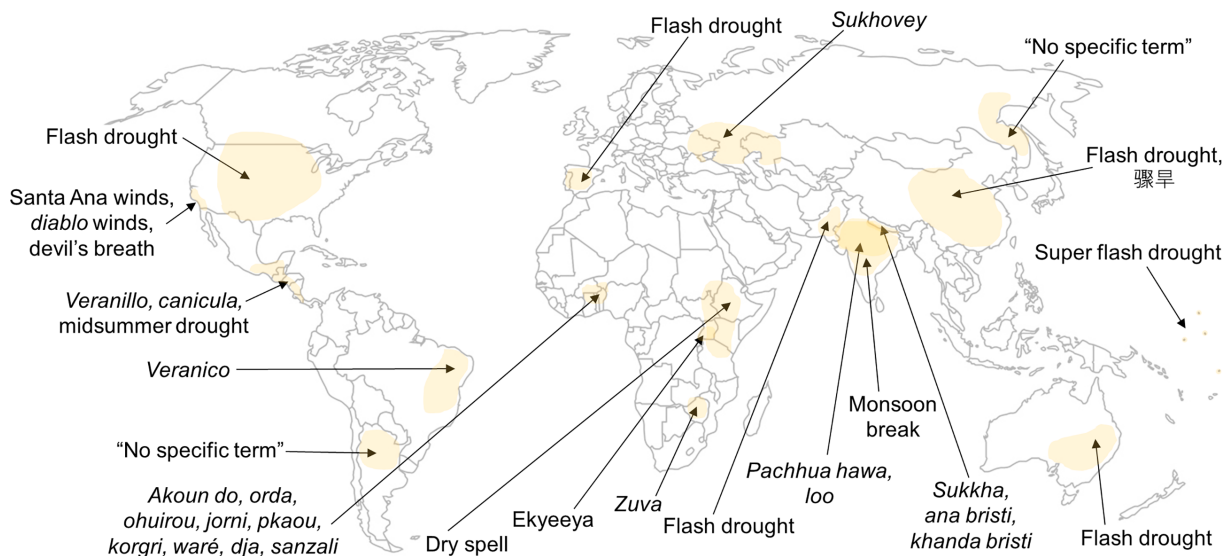 Flash drought
Sukhovey
“No specific term”
Flash drought
Flash drought,
骤旱
Santa Ana winds,
diablo winds,
devil’s breath
Super flash drought
Veranillo, canicula,
midsummer drought
Veranico
Monsoon
break
“No specific term”
Pachhua hawa,
loo
Akoun do, orda,
ohuirou, jorni, pkaou,
korgri, waré, dja, sanzali
Dry spell
Ekyeeya
Zuva
Flash drought
Sukkha,
ana bristi,
khanda bristi
Flash drought